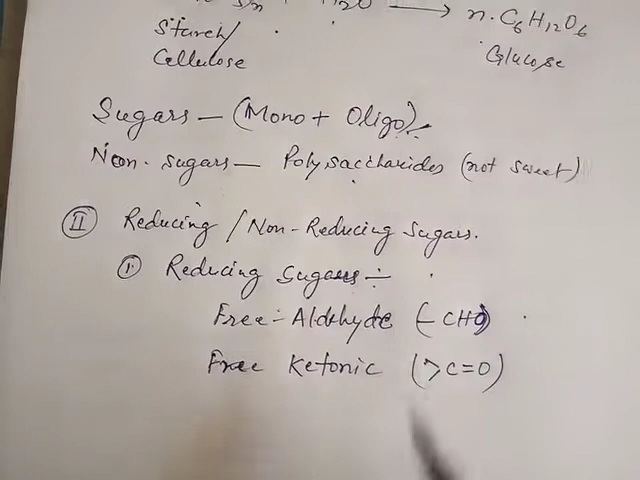 H₂O ⟶ n.C₆H₁₂O₆
Starch/ Glucose
Cellulose
Sugars — (Mono + Oligo)
Non-sugars — Polysaccharides (not sweet)
II Reducing / Non-Reducing Sugars.
① Reducing Sugars ÷
Free - Aldehyde (– CHO)
Free Ketonic (>C=O)